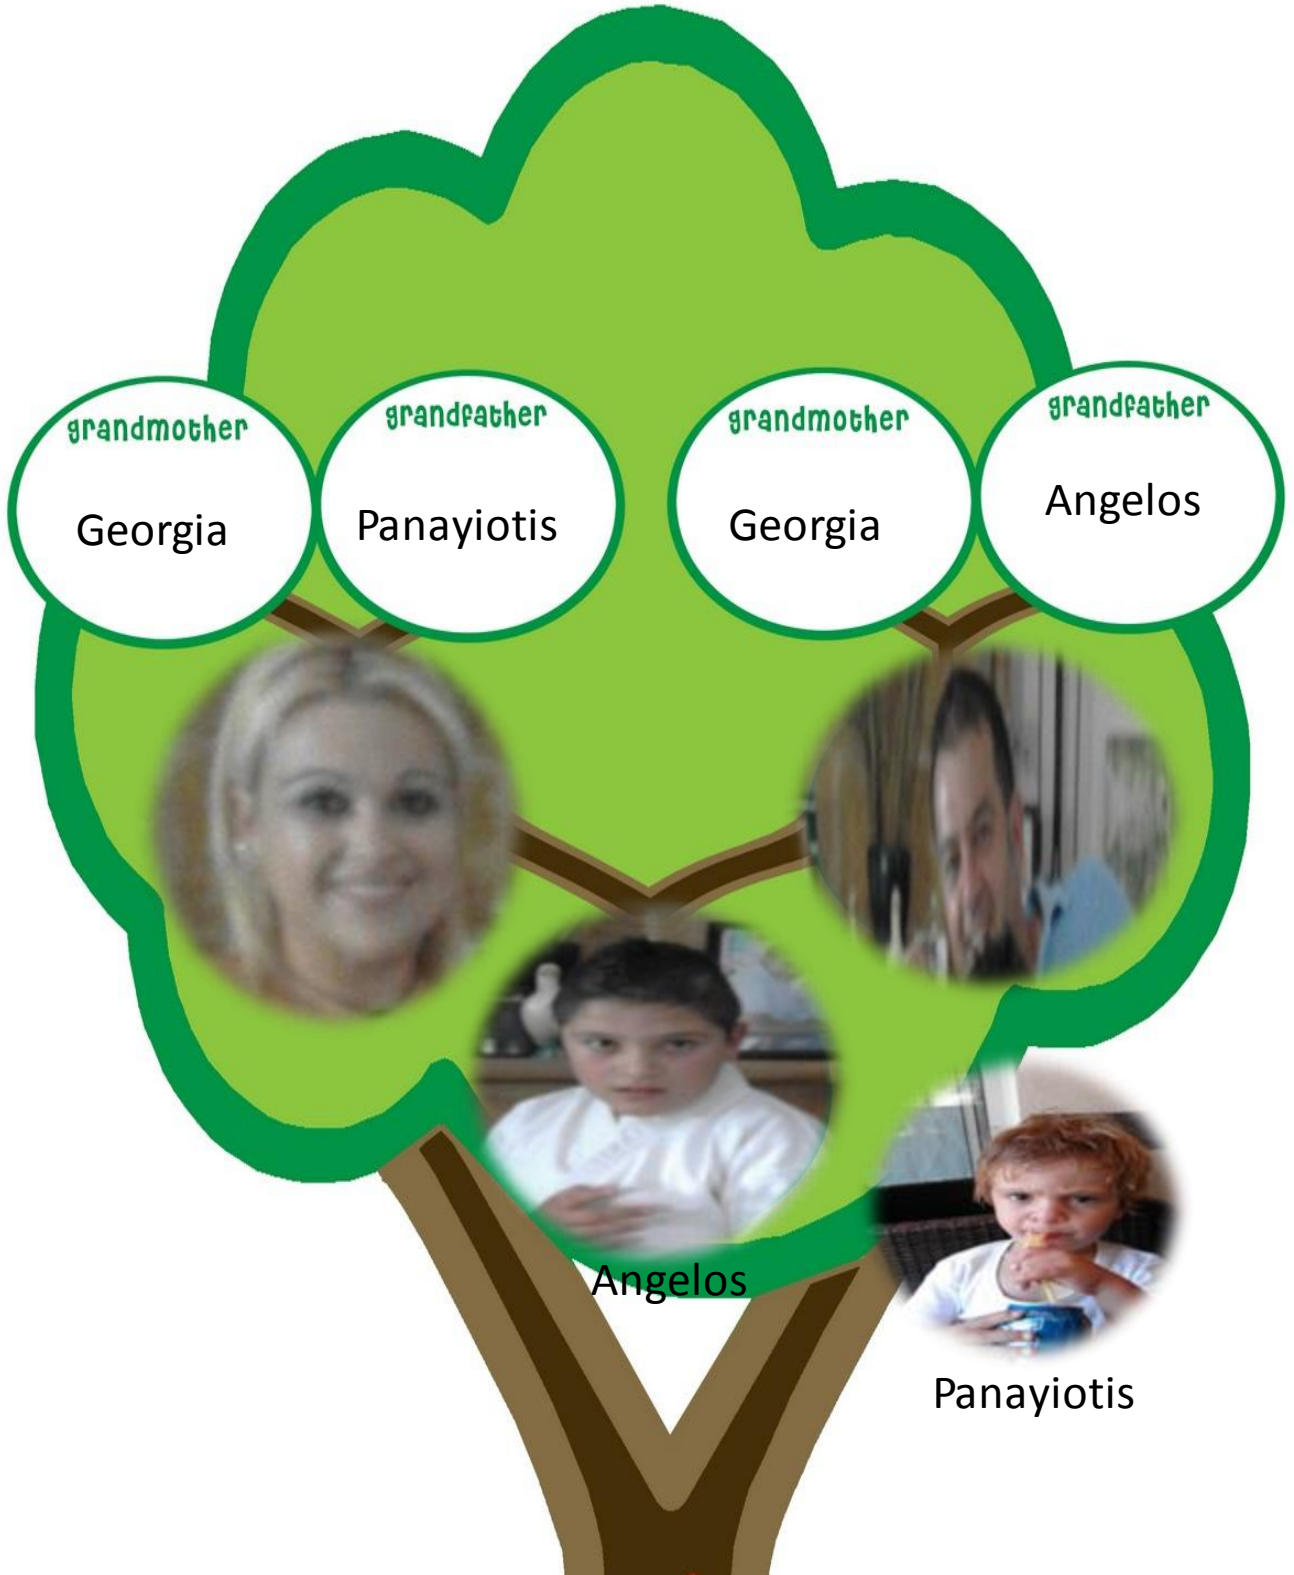 grandmother
Georgia
grandfather
Panayiotis
grandmother
Georgia
grandfather
Angelos
Angelos
Panayiotis